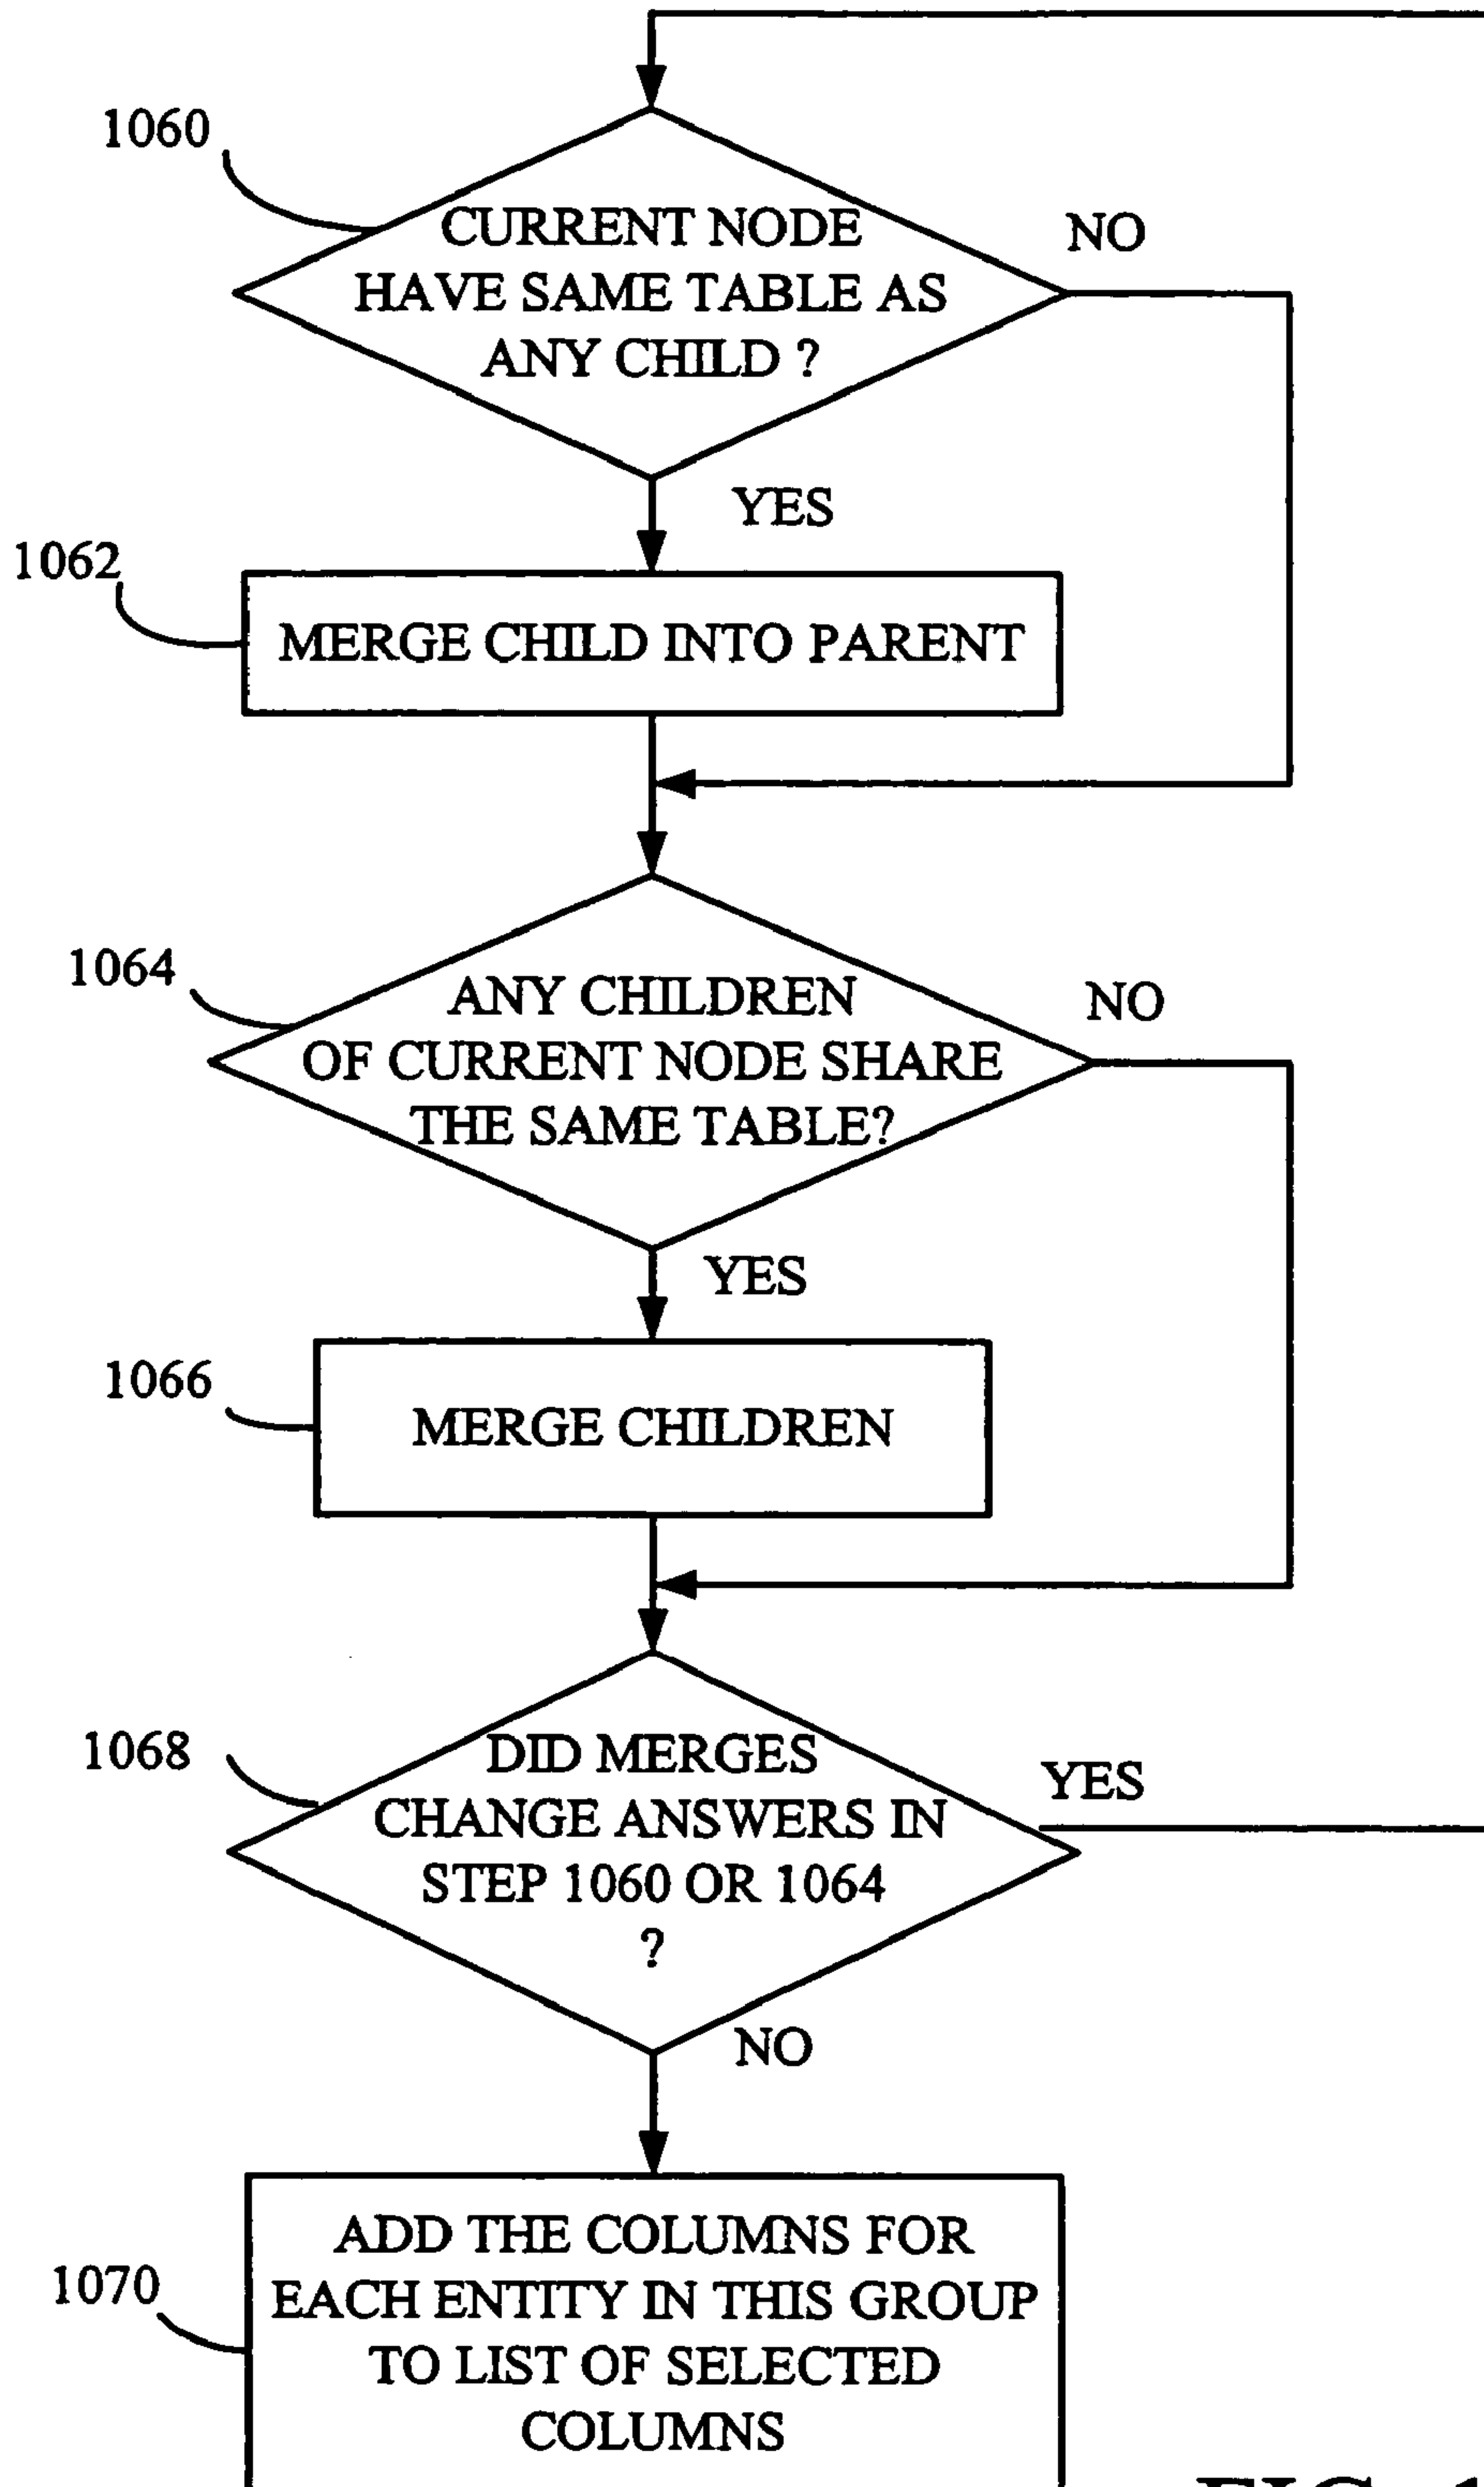 1060
CURRENT NODE
HAVE SAME TABLE AS
ANY CHILD ?
NO
YES
1062
MERGE CHILD INTO PARENT
1064
ANY CHILDREN
OF CURRENT NODE SHARE
THE SAME TABLE?
NO
YES
1066
MERGE CHILDREN
1068
DID MERGES
CHANGE ANSWERS IN
STEP 1060 OR 1064
?
YES
NO
1070
ADD THE COLUMNS FOR
EACH ENTITY IN THIS GROUP
TO LIST OF SELECTED
COLUMNS